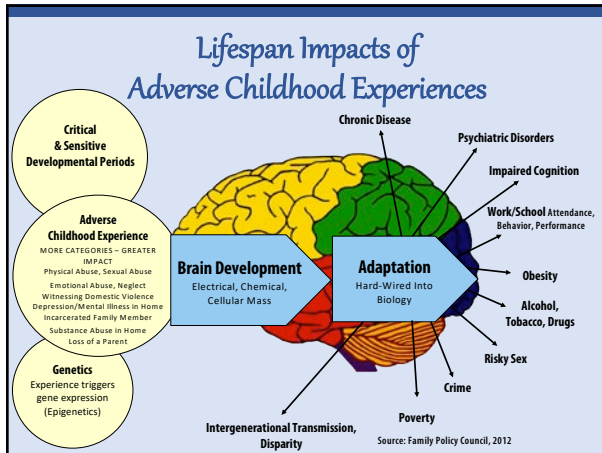 Lifespan Impacts of
Adverse Childhood Experiences
Critical
& Sensitive
Developmental Periods
Adverse
Childhood Experience
MORE CATEGORIES – GREATER
IMPACT
Physical Abuse, Sexual Abuse
Emotional Abuse, Neglect
Witnessing Domestic Violence
Depression/Mental Illness in Home
Incarcerated Family Member
Substance Abuse in Home
Loss of a Parent
Genetics
Experience triggers
gene expression
(Epigenetics)
Brain Development
Electrical, Chemical,
Cellular Mass
Adaptation
Hard-Wired Into
Biology
Chronic Disease
Psychiatric Disorders
Impaired Cognition
Work/School Attendance,
Behavior, Performance
Obesity
Alcohol,
Tobacco, Drugs
Risky Sex
Crime
Poverty
Intergenerational Transmission,
Disparity
Source: Family Policy Council, 2012